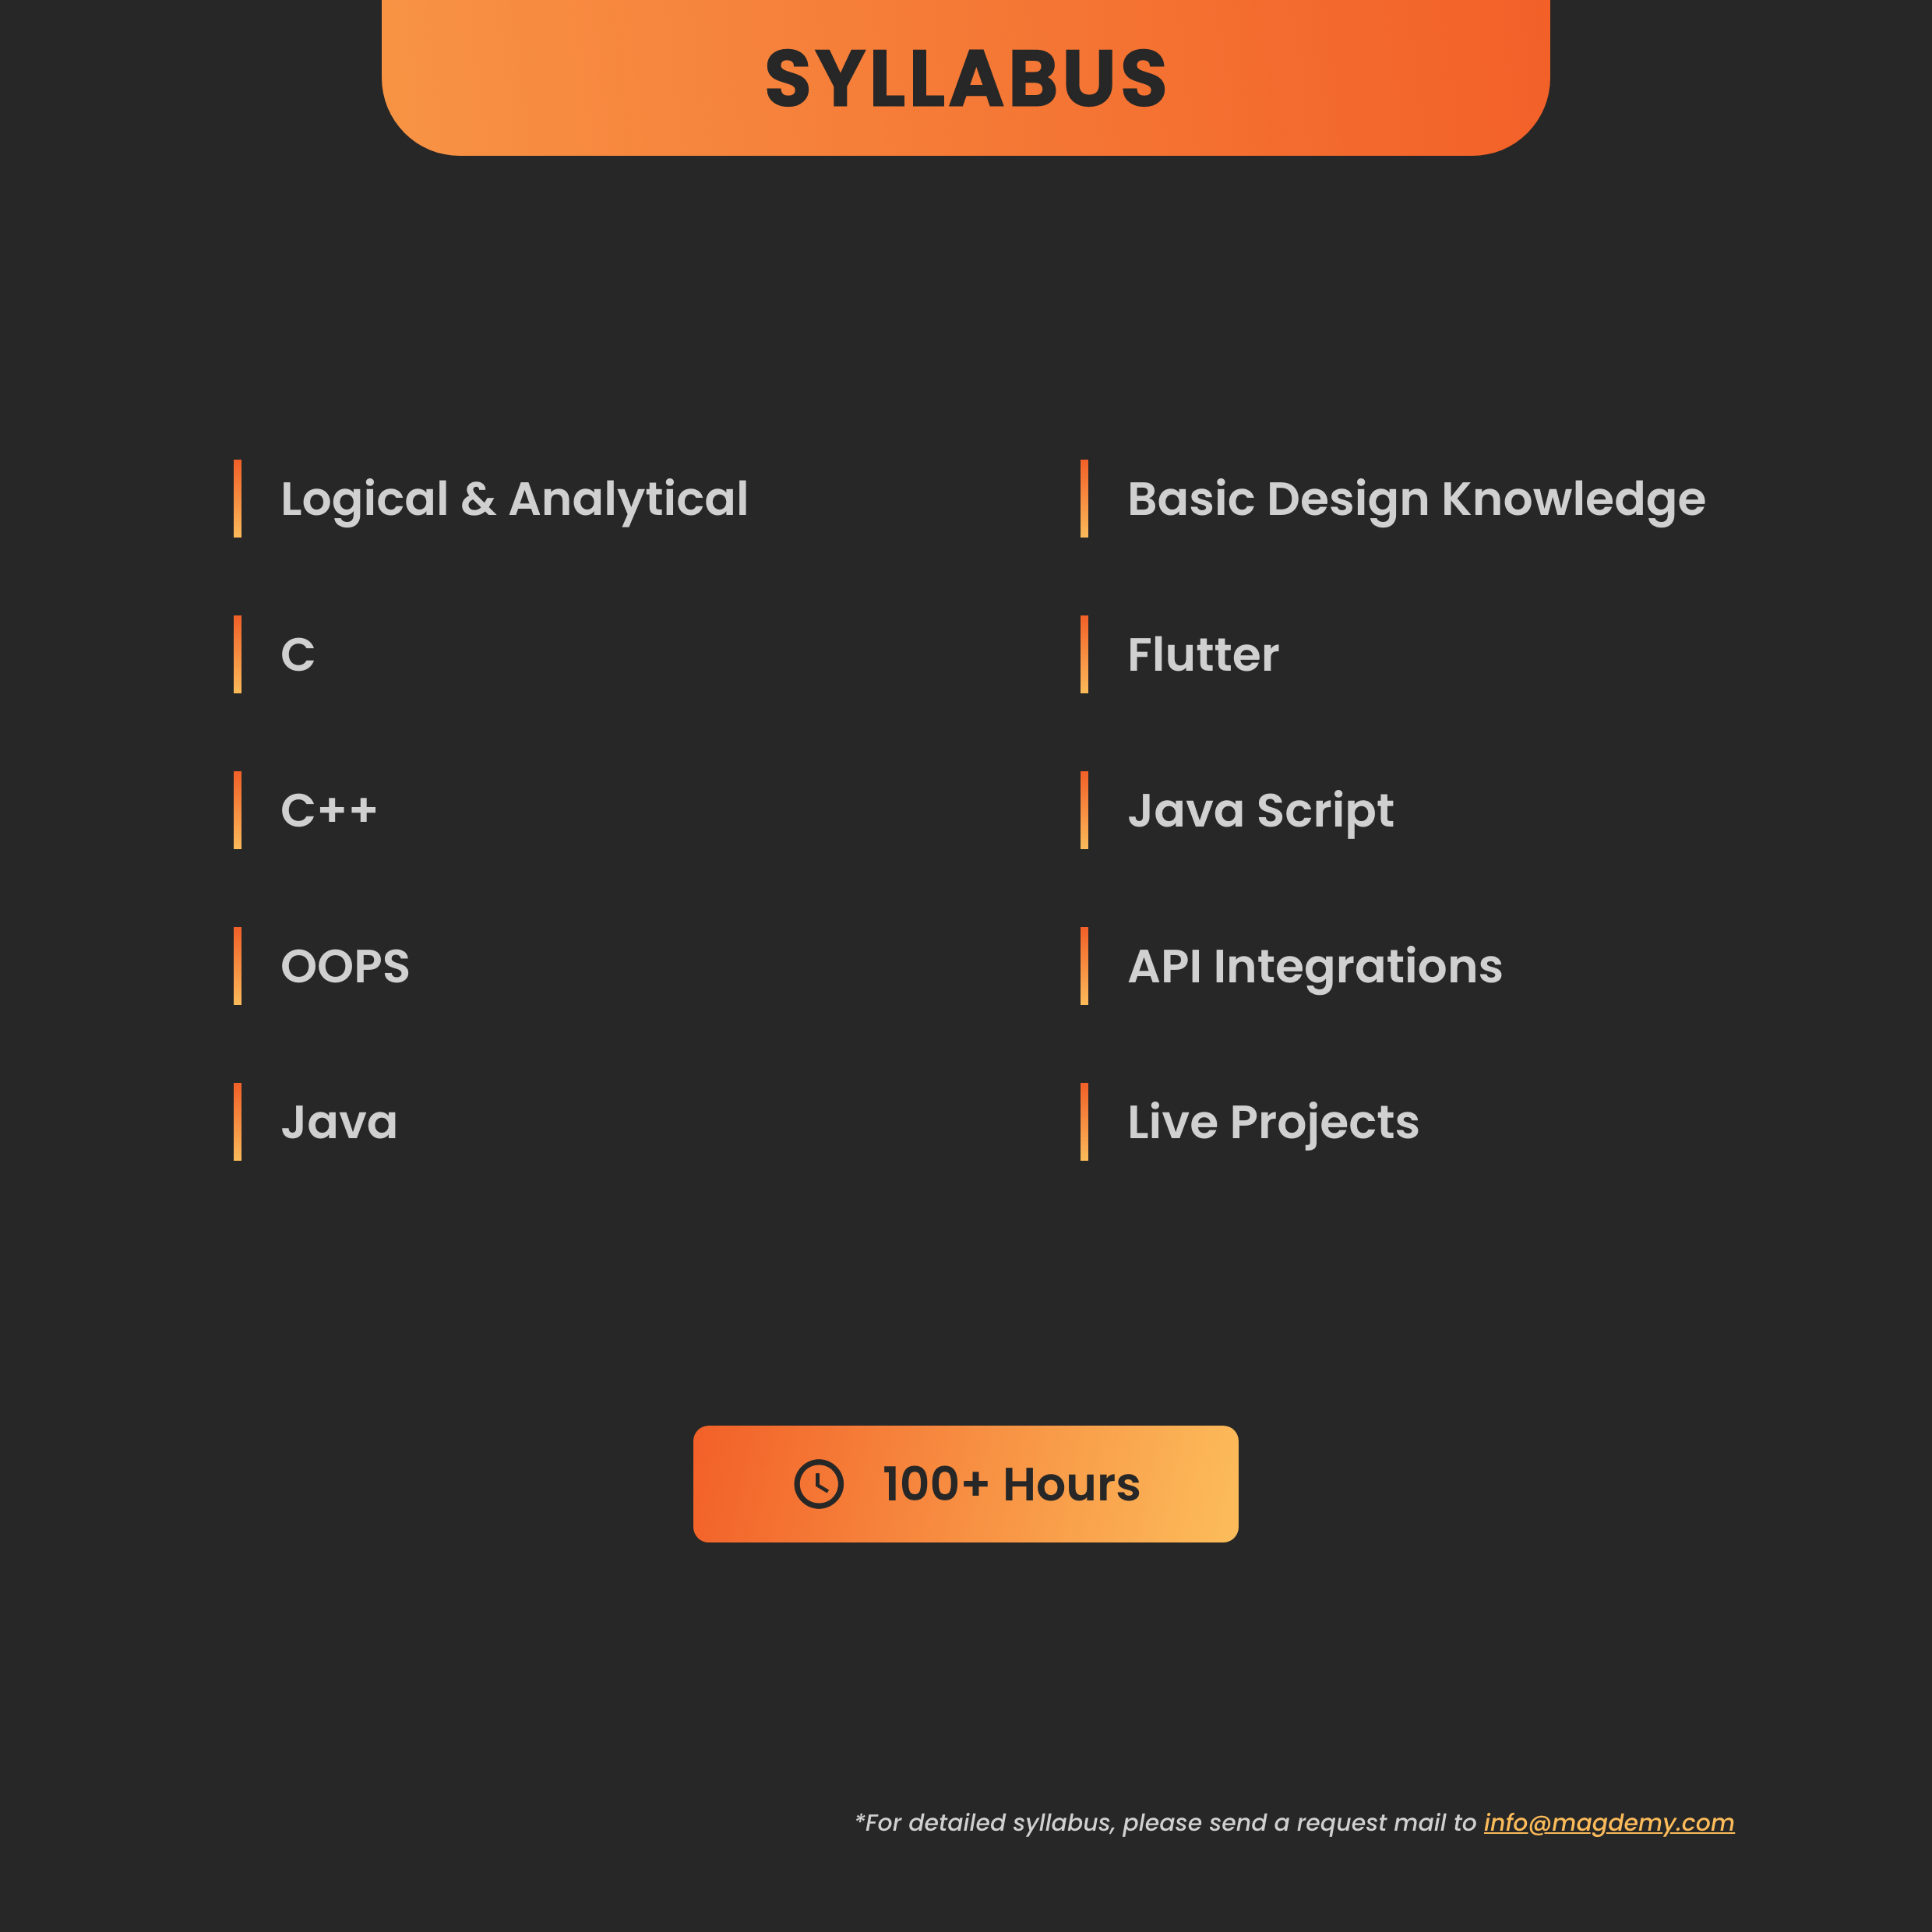 SYLLABUS
Logical & Analytical
C
C++
OOPS
Java
Basic Design Knowledge
Flutter
Java Script
API Integrations
Live Projects
100+ Hours
*For detailed syllabus, please send a request mail to info@magdemy.com